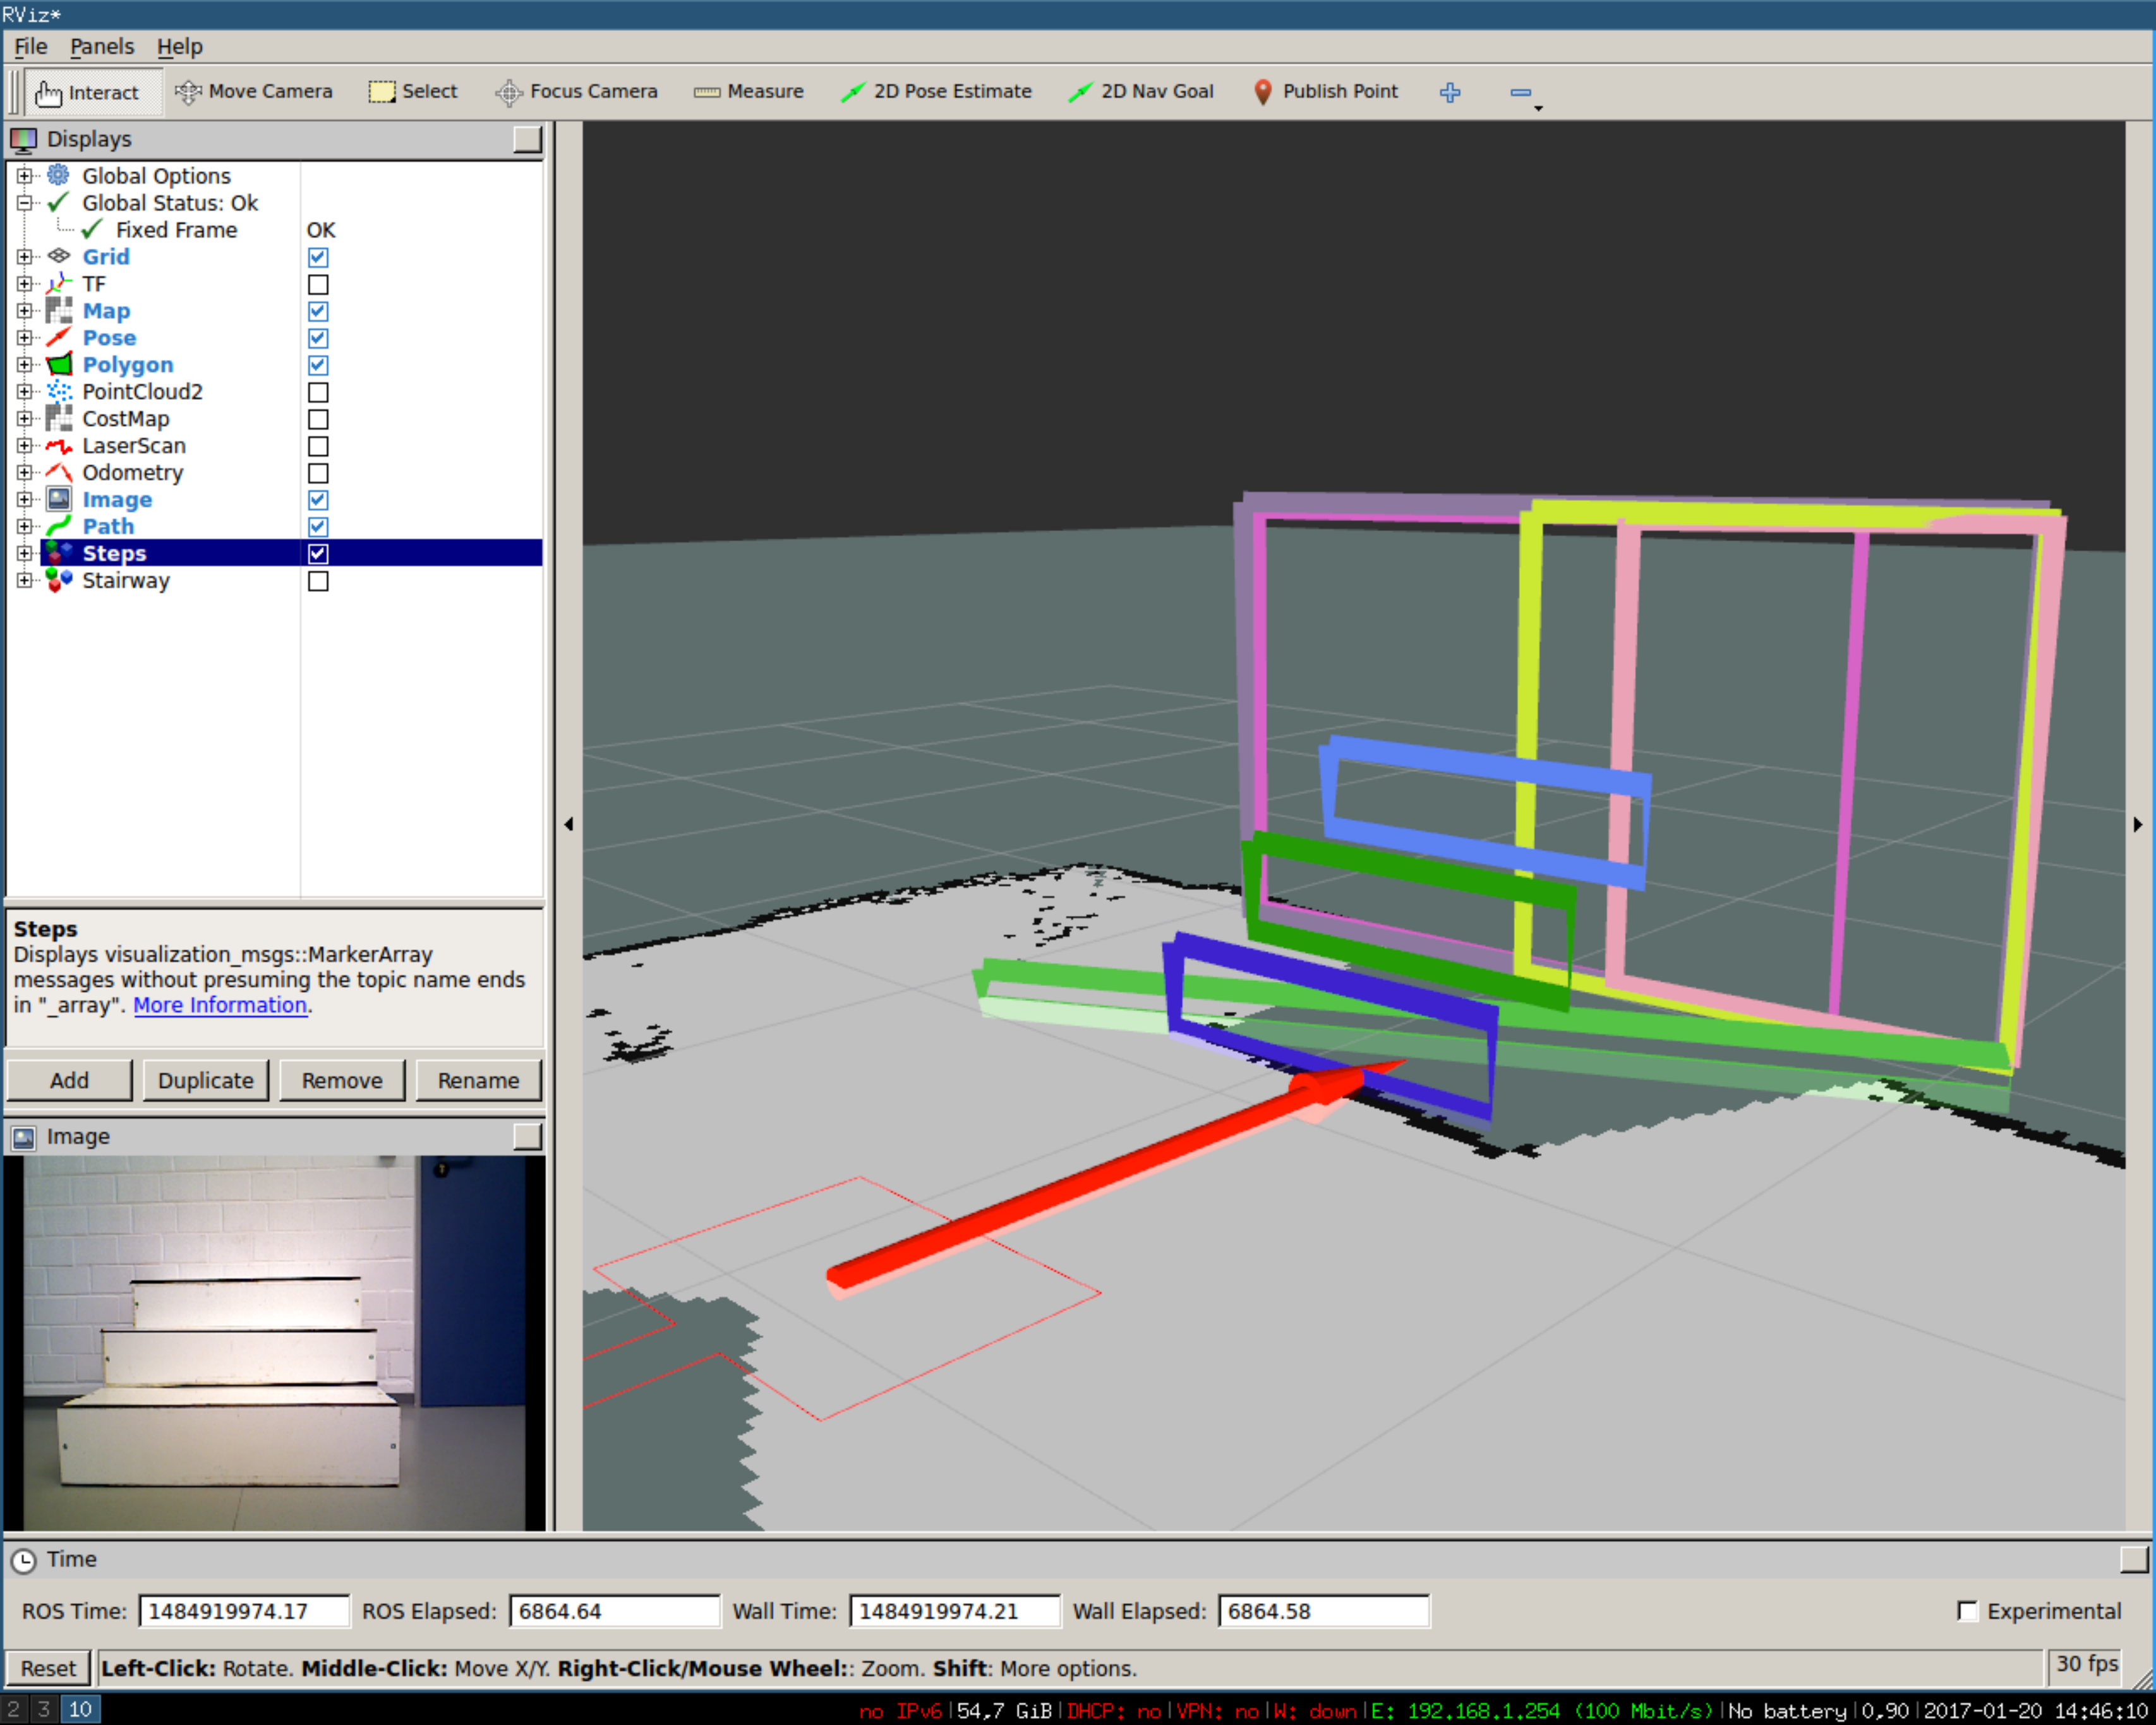 RViz*
File Panels Help
Interact Move Camera Select Focus Camera Measure 2D Pose Estimate 2D Nav Goal Publish Point
Displays
Global Options
Global Status: Ok
Fixed Frame OK
Grid
TF
Map
Pose
Polygon
PointCloud2
CostMap
LaserScan
Odometry
Image
Path
Steps
Stairway
Steps
Displays visualization_msgs::MarkerArray
messages without presuming the topic name ends
in "_array". More Information.
Add Duplicate Remove Rename
Image
Time
ROS Time: 1484919974.17 ROS Elapsed: 6864.64 Wall Time: 1484919974.21 Wall Elapsed: 6864.58 Experimental
Reset Left-Click: Rotate. Middle-Click: Move X/Y. Right-Click/Mouse Wheel:: Zoom. Shift: More options. 30 fps
2 3 10 no IPv6|54,7 GiB|DHCP: no|VPN: no|W: down|E: 192.168.1.254 (100 Mbit/s)|No battery|0,90|2017-01-20 14:46:10